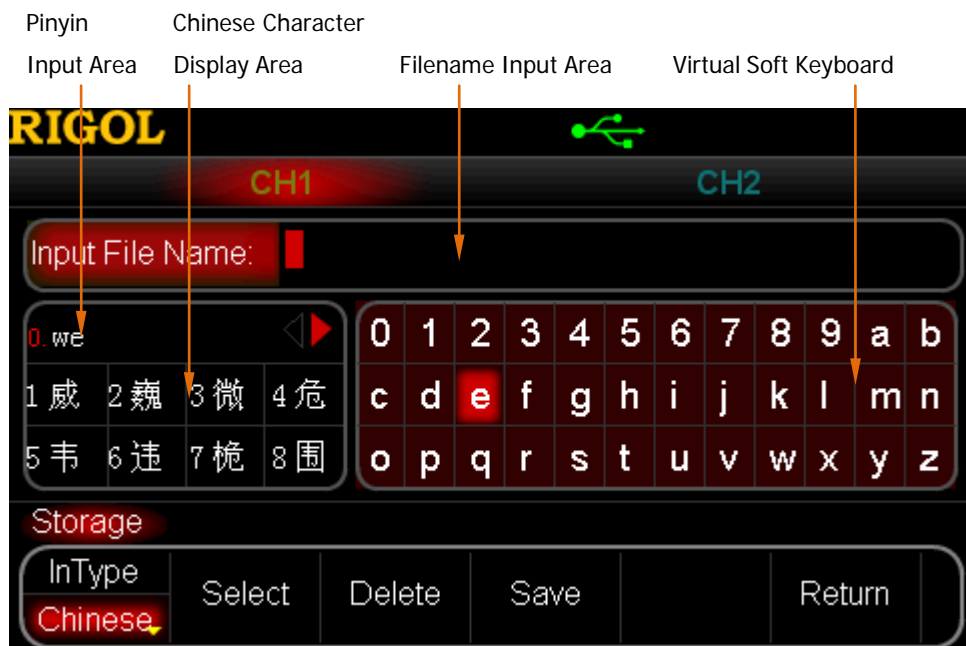 Pinyin Chinese Character
Input Area Display Area Filename Input Area Virtual Soft Keyboard
RIGOL
CH1 CH2
Input File Name:
0. we
1 威 2 巍 3 微 4 危
5 韦 6 违 7 桅 8 围
0 1 2 3 4 5 6 7 8 9 a b
c d e f g h i j k l m n
o p q r s t u v w x y z
Storage
InType
Chinese
Select Delete Save Return